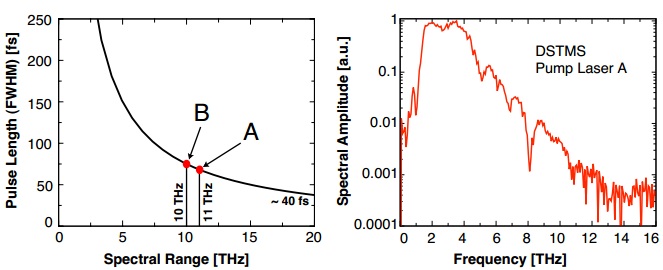 Pulse Length (FWHM) [fs]
250
200
150
100
50
0
B
A
10 THz
11 THz
~ 40 fs
0 5 10 15 20
Spectral Range [THz]
Spectral Amplitude [a.u.]
1
0.1
0.01
0.001
0.0001
DSTMS
Pump Laser A
0 2 4 6 8 10 12 14 16
Frequency [THz]